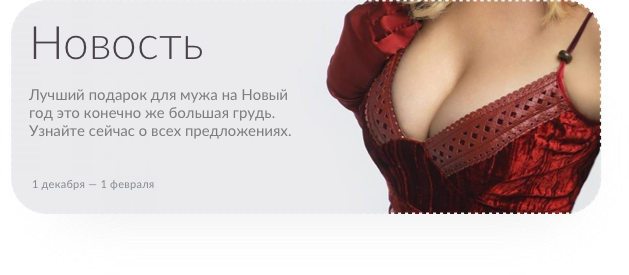 Новость
Лучший подарок для мужа на Новый
год это конечно же большая грудь.
Узнайте сейчас о всех предложениях.
1 декабря — 1 февраля